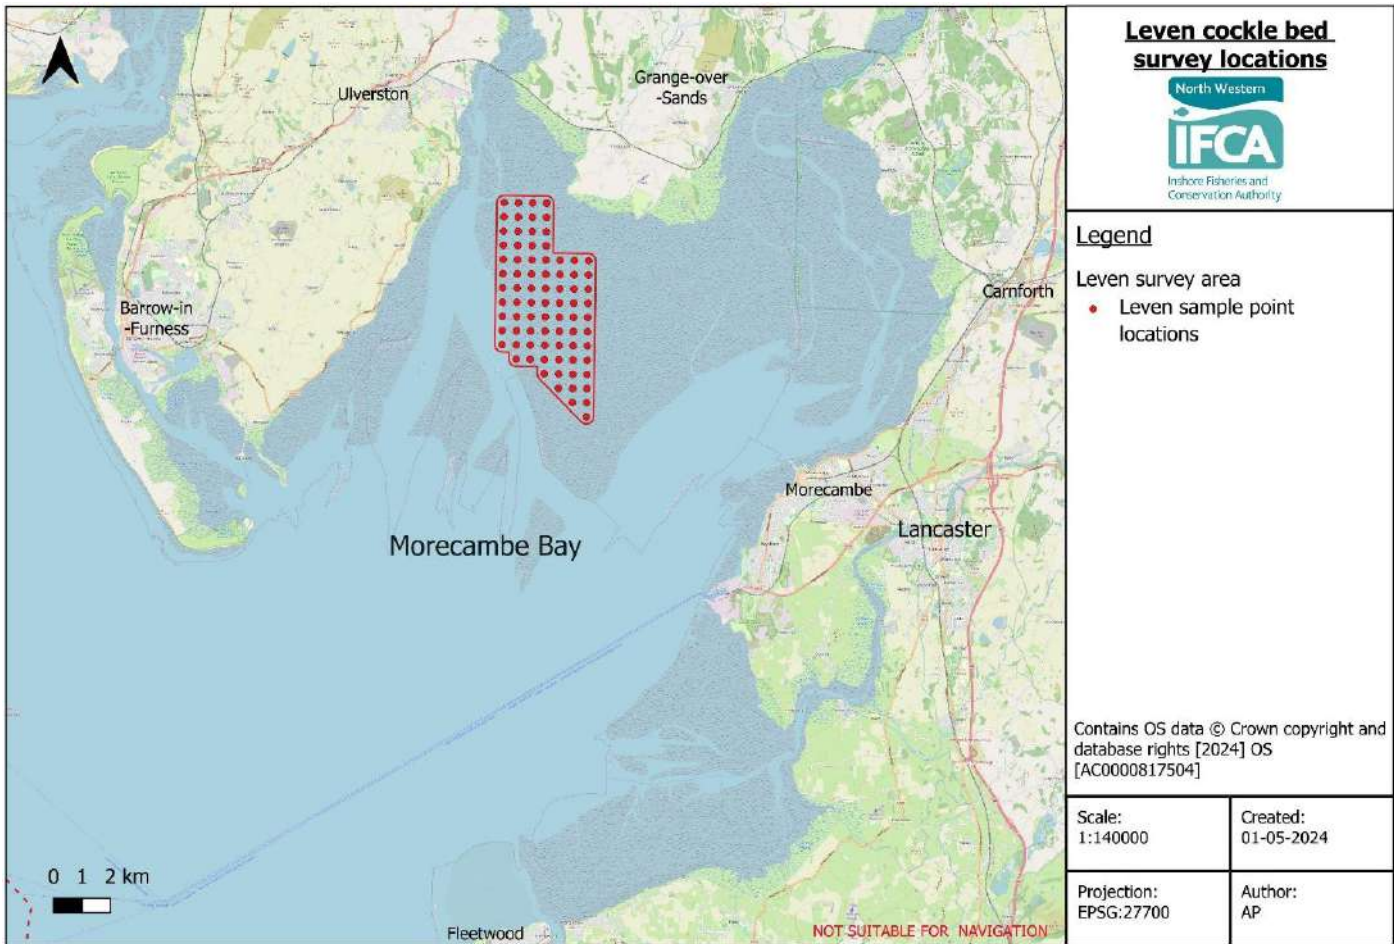 Ulverston
Grange-over
-Sands
Barrow-in
-Furness
Carnforth
Morecambe
Lancaster
Morecambe Bay
Fleetwood
0 1 2 km
NOT SUITABLE FOR NAVIGATION
Leven cockle bed
survey locations
North Western
IFCA
Inshore Fisheries and
Conservation Authority
Legend
Leven survey area
Leven sample point
locations
Contains OS data © Crown copyright and
database rights [2024] OS
[AC0000817504]
Scale:
1:140000
Created:
01-05-2024
Projection:
EPSG:27700
Author:
AP